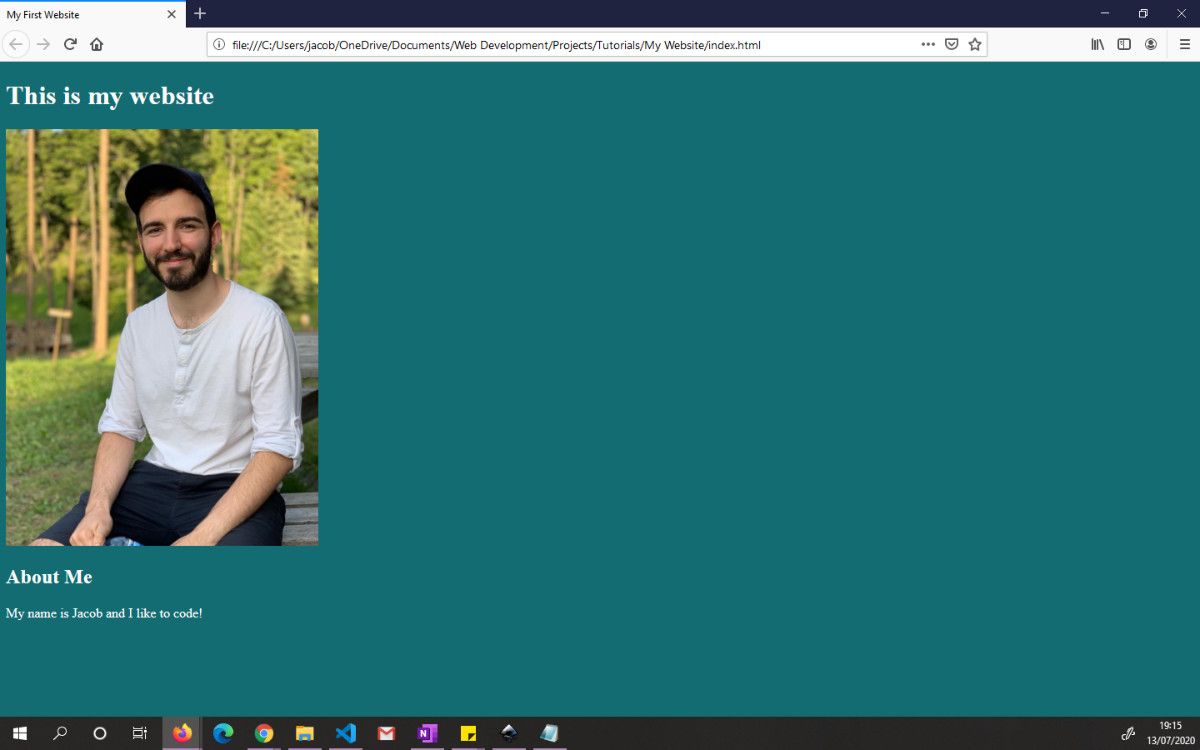 My First Website
file:///C:/Users/jacob/OneDrive/Documents/Web Development/Projects/Tutorials/My Website/index.html
This is my website
About Me
My name is Jacob and I like to code!
19:15
13/07/2020